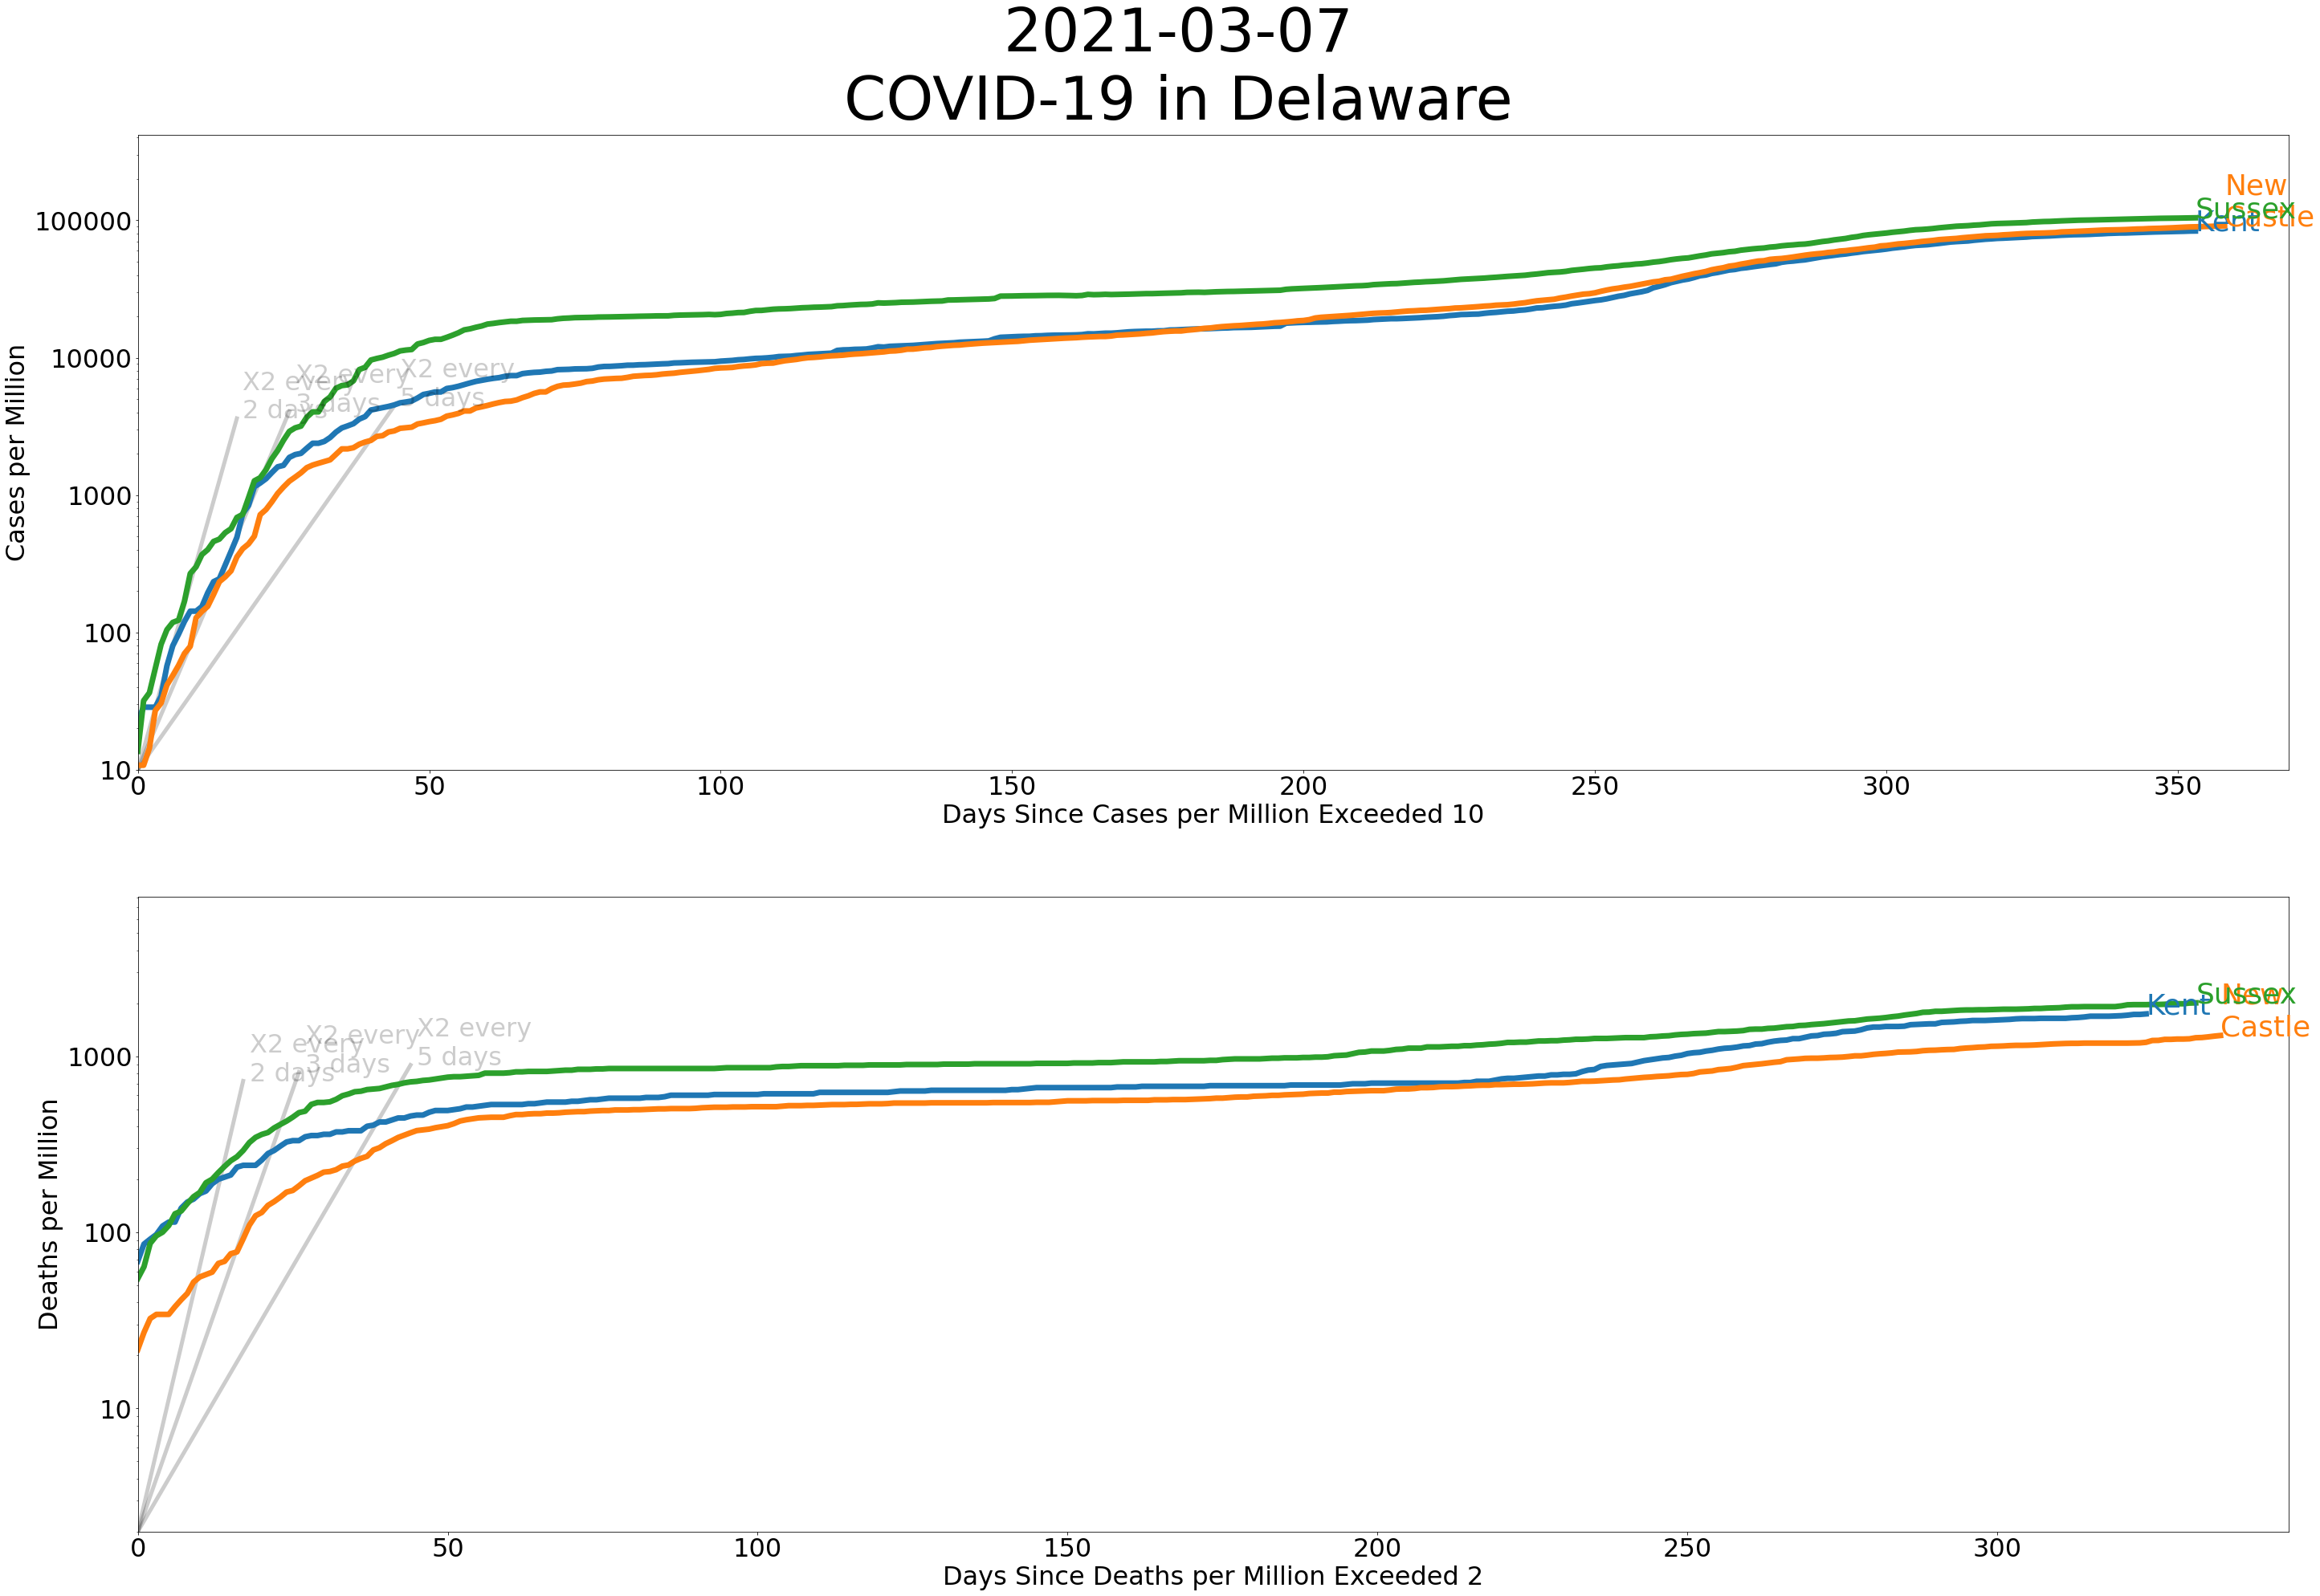 2021-03-07
COVID-19 in Delaware
Cases per Million
100000
10000
1000
100
10
X2 every
2 days
X2 every
3 days
X2 every
5 days
New
Castle
Sussex
Kent
0 50 100 150 200 250 300 350
Days Since Cases per Million Exceeded 10
Deaths per Million
1000
100
10
X2 every
2 days
X2 every
3 days
X2 every
5 days
Kent
Sussex
New
Castle
0 50 100 150 200 250 300
Days Since Deaths per Million Exceeded 2